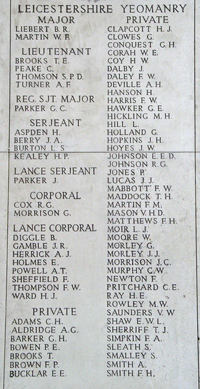 LEICESTERSHIRE YEOMANRY
MAJOR
LIEBERT B.R.
MARTIN W.F.
LIEUTENANT
BROOKS T.E.
PEAKE C.
THOMSON S.P.D.
TURNER A.F.
REG. SJT. MAJOR
PARKER G.C.
SERJEANT
ASPDEN H.
BERRY J.A.
BURTON L.S.
KEALEY H.P.
LANCE SERJEANT
PARKER J.
CORPORAL
COX R.G.
MORRISON G.
LANCE CORPORAL
DIGGLE B.
GAMBLE J.R.
HERRICK A.J.
HOLMES E.
POWELL A.T.
SHEFFIELD F.
THOMPSON F.W.
WARD H.J.
PRIVATE
ADAMS C.H.
ALDRIDGE A.G.
BARKER G.H.
BOWEN P.E.
BROOKS T.
BROWN F.P.
BUCKLAR E.E.
PRIVATE
CLAPCOTT H.J.
CLOWES G.
CONQUEST G.H.
CORAH W.E.
COY H.W.
DALBY J.
DALEY F.W.
DEVILLE A.H.
HANSON H.
HARRIS F.W.
HAWKER G.E.
HICKLING M.H.
HILL L.
HOLLAND G.
HOPKINS J.H.
HOYES J.W.
JOHNSON E.E.D.
JOHNSON R.G.
JONES P.
LUCAS J.J.
MABBOTT F.W.
MADDOCK T.H.
MARTIN F.M.
MASON V.H.D.
MATTHEWS F.H.
MOIR L.J.
MOORE W.
MORLEY G.
MORLEY J.J.
MORRISON J.C.
MURPHY G.W.
NEWTON F.
PRITCHARD C.E.
RAY H.E.
ROWLEY M.W.
SAUNDERS V.W.
SHAW E.W.L.
SHERRIFF T.J.
SIMPKIN E.A.
SLEATH S.
SMALLEY S.
SMITH A.
SMITH F.H.